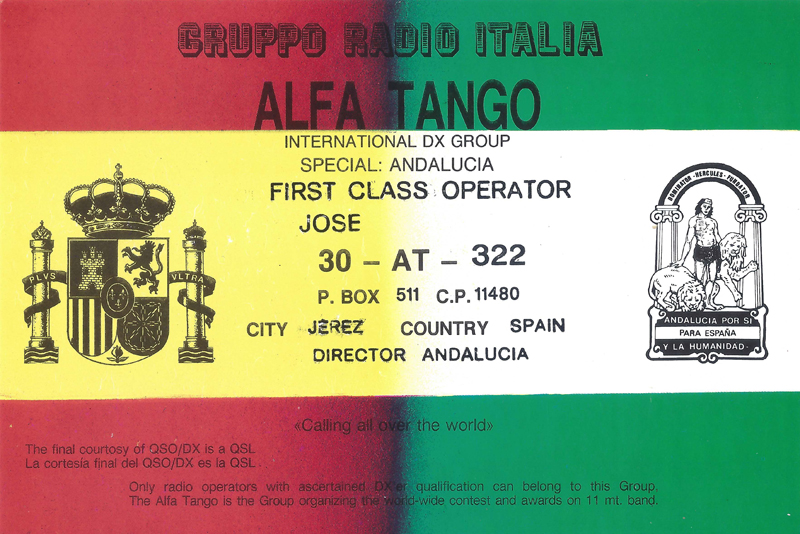 GRUPPO RADIO ITALIA
ALFA TANGO
INTERNATIONAL DX GROUP
SPECIAL: ANDALUCIA
FIRST CLASS OPERATOR
JOSE
30 - AT - 322
P. BOX 511 C.P. 11480
CITY JEREZ COUNTRY SPAIN
DIRECTOR ANDALUCIA
PLVS VLTRA
DOMINATOR - HERCULES - FUNDATOR
ANDALUCIA POR SI
PARA ESPAÑA
Y LA HUMANIDAD -
«Calling all over the world»
The final courtosy of QSO/DX is a QSL
La cortesía final del QSO/DX es la QSL.
Only radio operators with ascertained DX'er qualification can belong to this Group.
The Alfa Tango is the Group organizing the world-wide contest and awards on 11 mt. band.